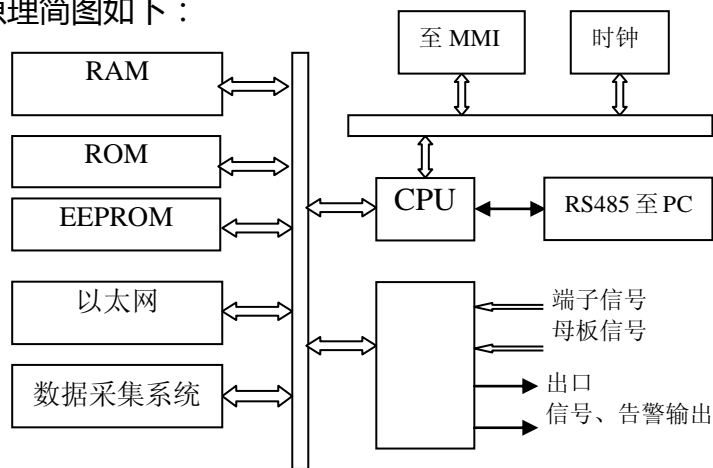 原理简图如下：
至 MMI
时钟
RAM
ROM
EEPROM
以太网
数据采集系统
CPU
RS485 至 PC
端子信号
母板信号
出口
信号、告警输出